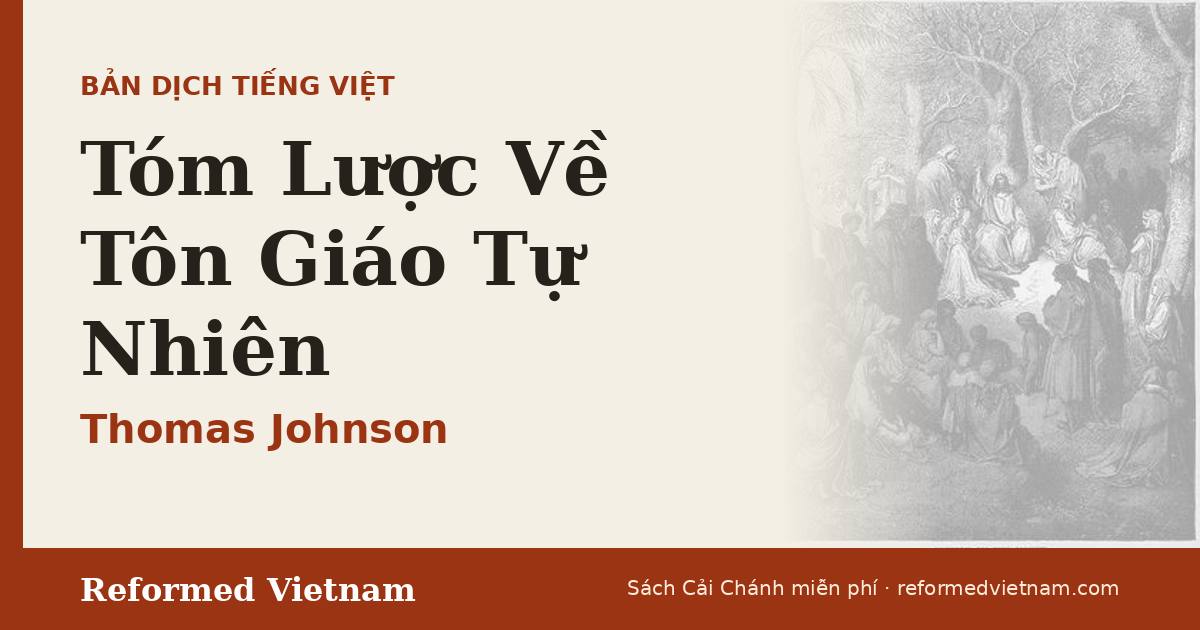 BẢN DỊCH TIẾNG VIỆT
Tóm Lược Về
Tôn Giáo Tự
Nhiên
Thomas Johnson
Reformed Vietnam
Sách Cải Chánh miễn phí · reformedvietnam.com